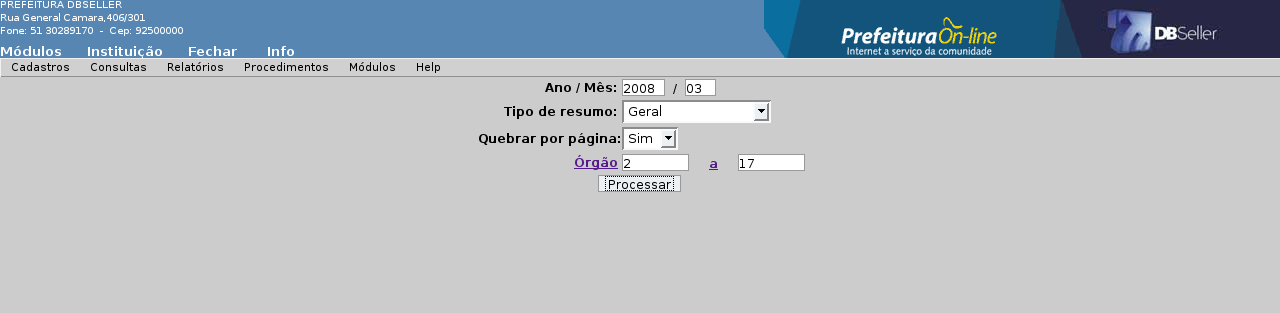 PREFEITURA DBSELLER
Rua General Camara,406/301
Fone: 51 30289170 - Cep: 92500000
Módulos Instituição Fechar Info
Prefeitura On-line
Internet a serviço da comunidade
DBSeller
Cadastros Consultas Relatórios Procedimentos Módulos Help
Ano / Mês: 2008 / 03
Tipo de resumo: Geral
Quebrar por página: Sim
Órgão 2 a 17
Processar